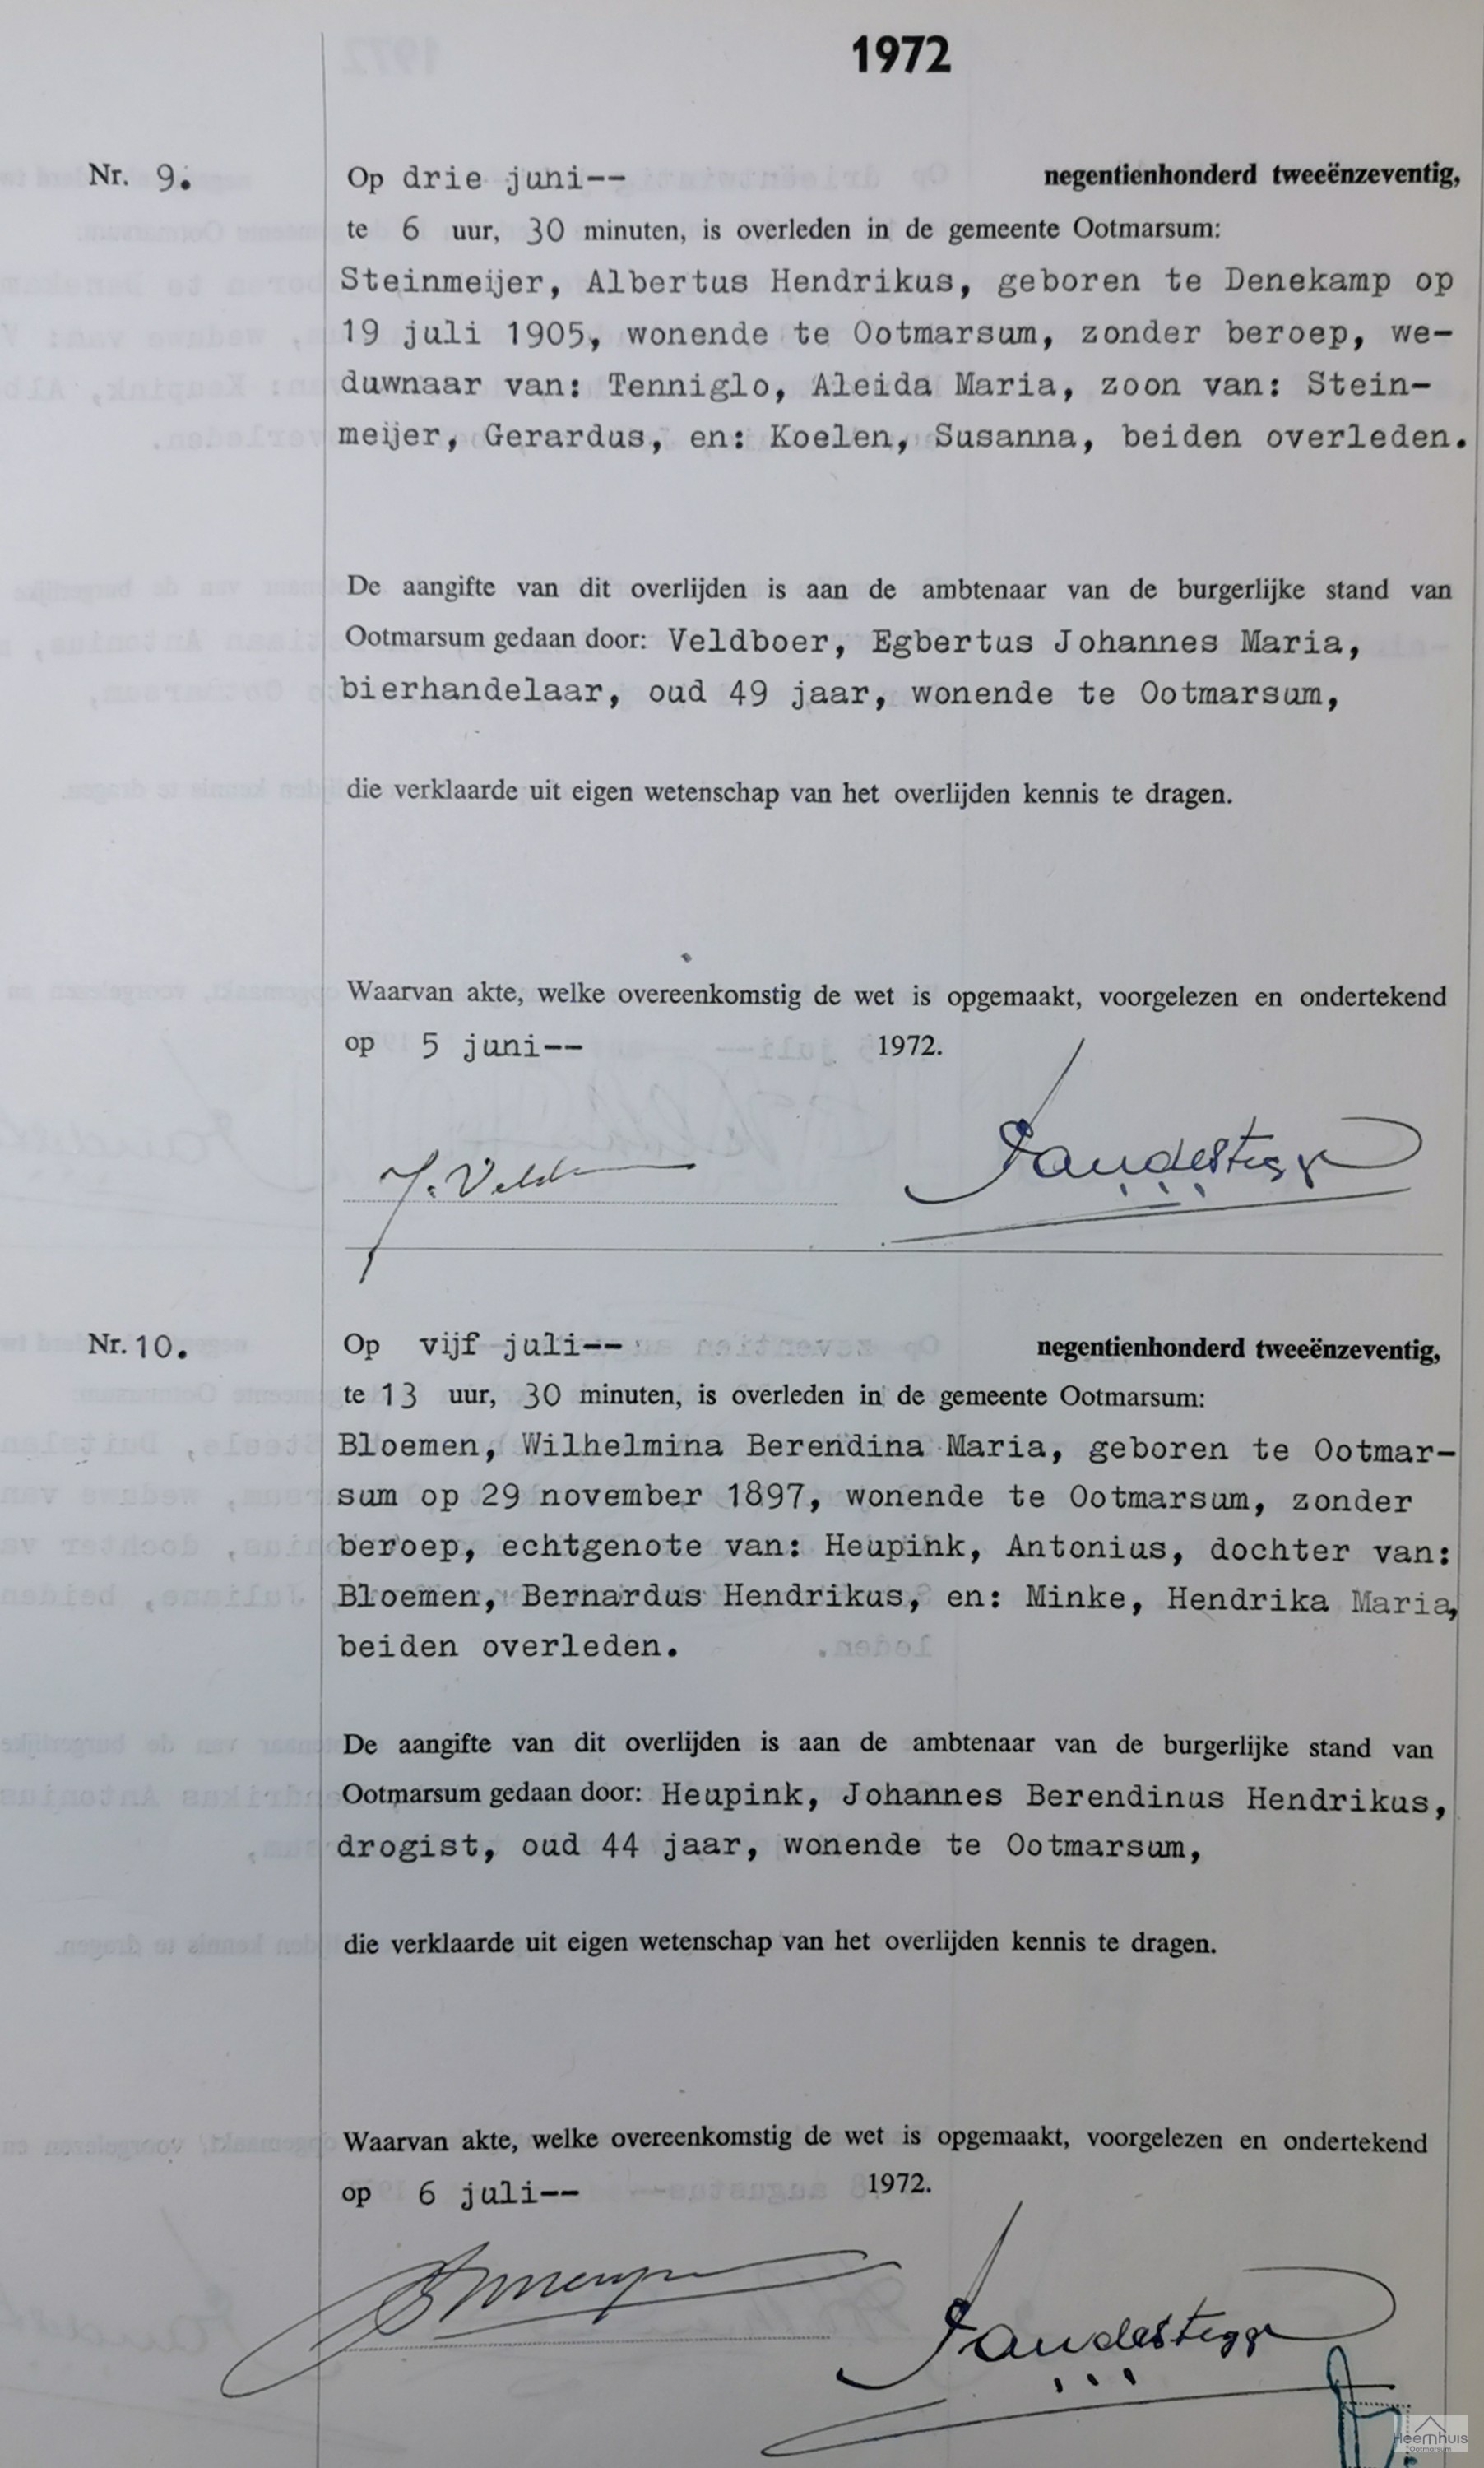 1972
Nr. 9. Op drie juni-- negentienhonderd tweeënzeventig,
te 6 uur, 30 minuten, is overleden in de gemeente Ootmarsum:
Steinmeijer, Albertus Hendrikus, geboren te Denekamp op
19 juli 1905, wonende te Ootmarsum, zonder beroep, we-
duwnaar van: Tenniglo, Aleida Maria, zoon van: Stein-
meijer, Gerardus, en: Koelen, Susanna, beiden overleden.
De aangifte van dit overlijden is aan de ambtenaar van de burgerlijke stand van
Ootmarsum gedaan door: Veldboer, Egbertus Johannes Maria,
bierhandelaar, oud 49 jaar, wonende te Ootmarsum,
die verklaarde uit eigen wetenschap van het overlijden kennis te dragen.
Waarvan akte, welke overeenkomstig de wet is opgemaakt, voorgelezen en ondertekend
op 5 juni-- 1972.
Nr. 10. Op vijf juli-- negentienhonderd tweeënzeventig,
te 13 uur, 30 minuten, is overleden in de gemeente Ootmarsum:
Bloemen, Wilhelmina Berendina Maria, geboren te Ootmar-
sum op 29 november 1897, wonende te Ootmarsum, zonder
beroep, echtgenote van: Heupink, Antonius, dochter van:
Bloemen, Bernardus Hendrikus, en: Minke, Hendrika Maria,
beiden overleden.
De aangifte van dit overlijden is aan de ambtenaar van de burgerlijke stand van
Ootmarsum gedaan door: Heupink, Johannes Berendinus Hendrikus,
drogist, oud 44 jaar, wonende te Ootmarsum,
die verklaarde uit eigen wetenschap van het overlijden kennis te dragen.
Waarvan akte, welke overeenkomstig de wet is opgemaakt, voorgelezen en ondertekend
op 6 juli-- 1972.
Heemhuis
Ootmarsum